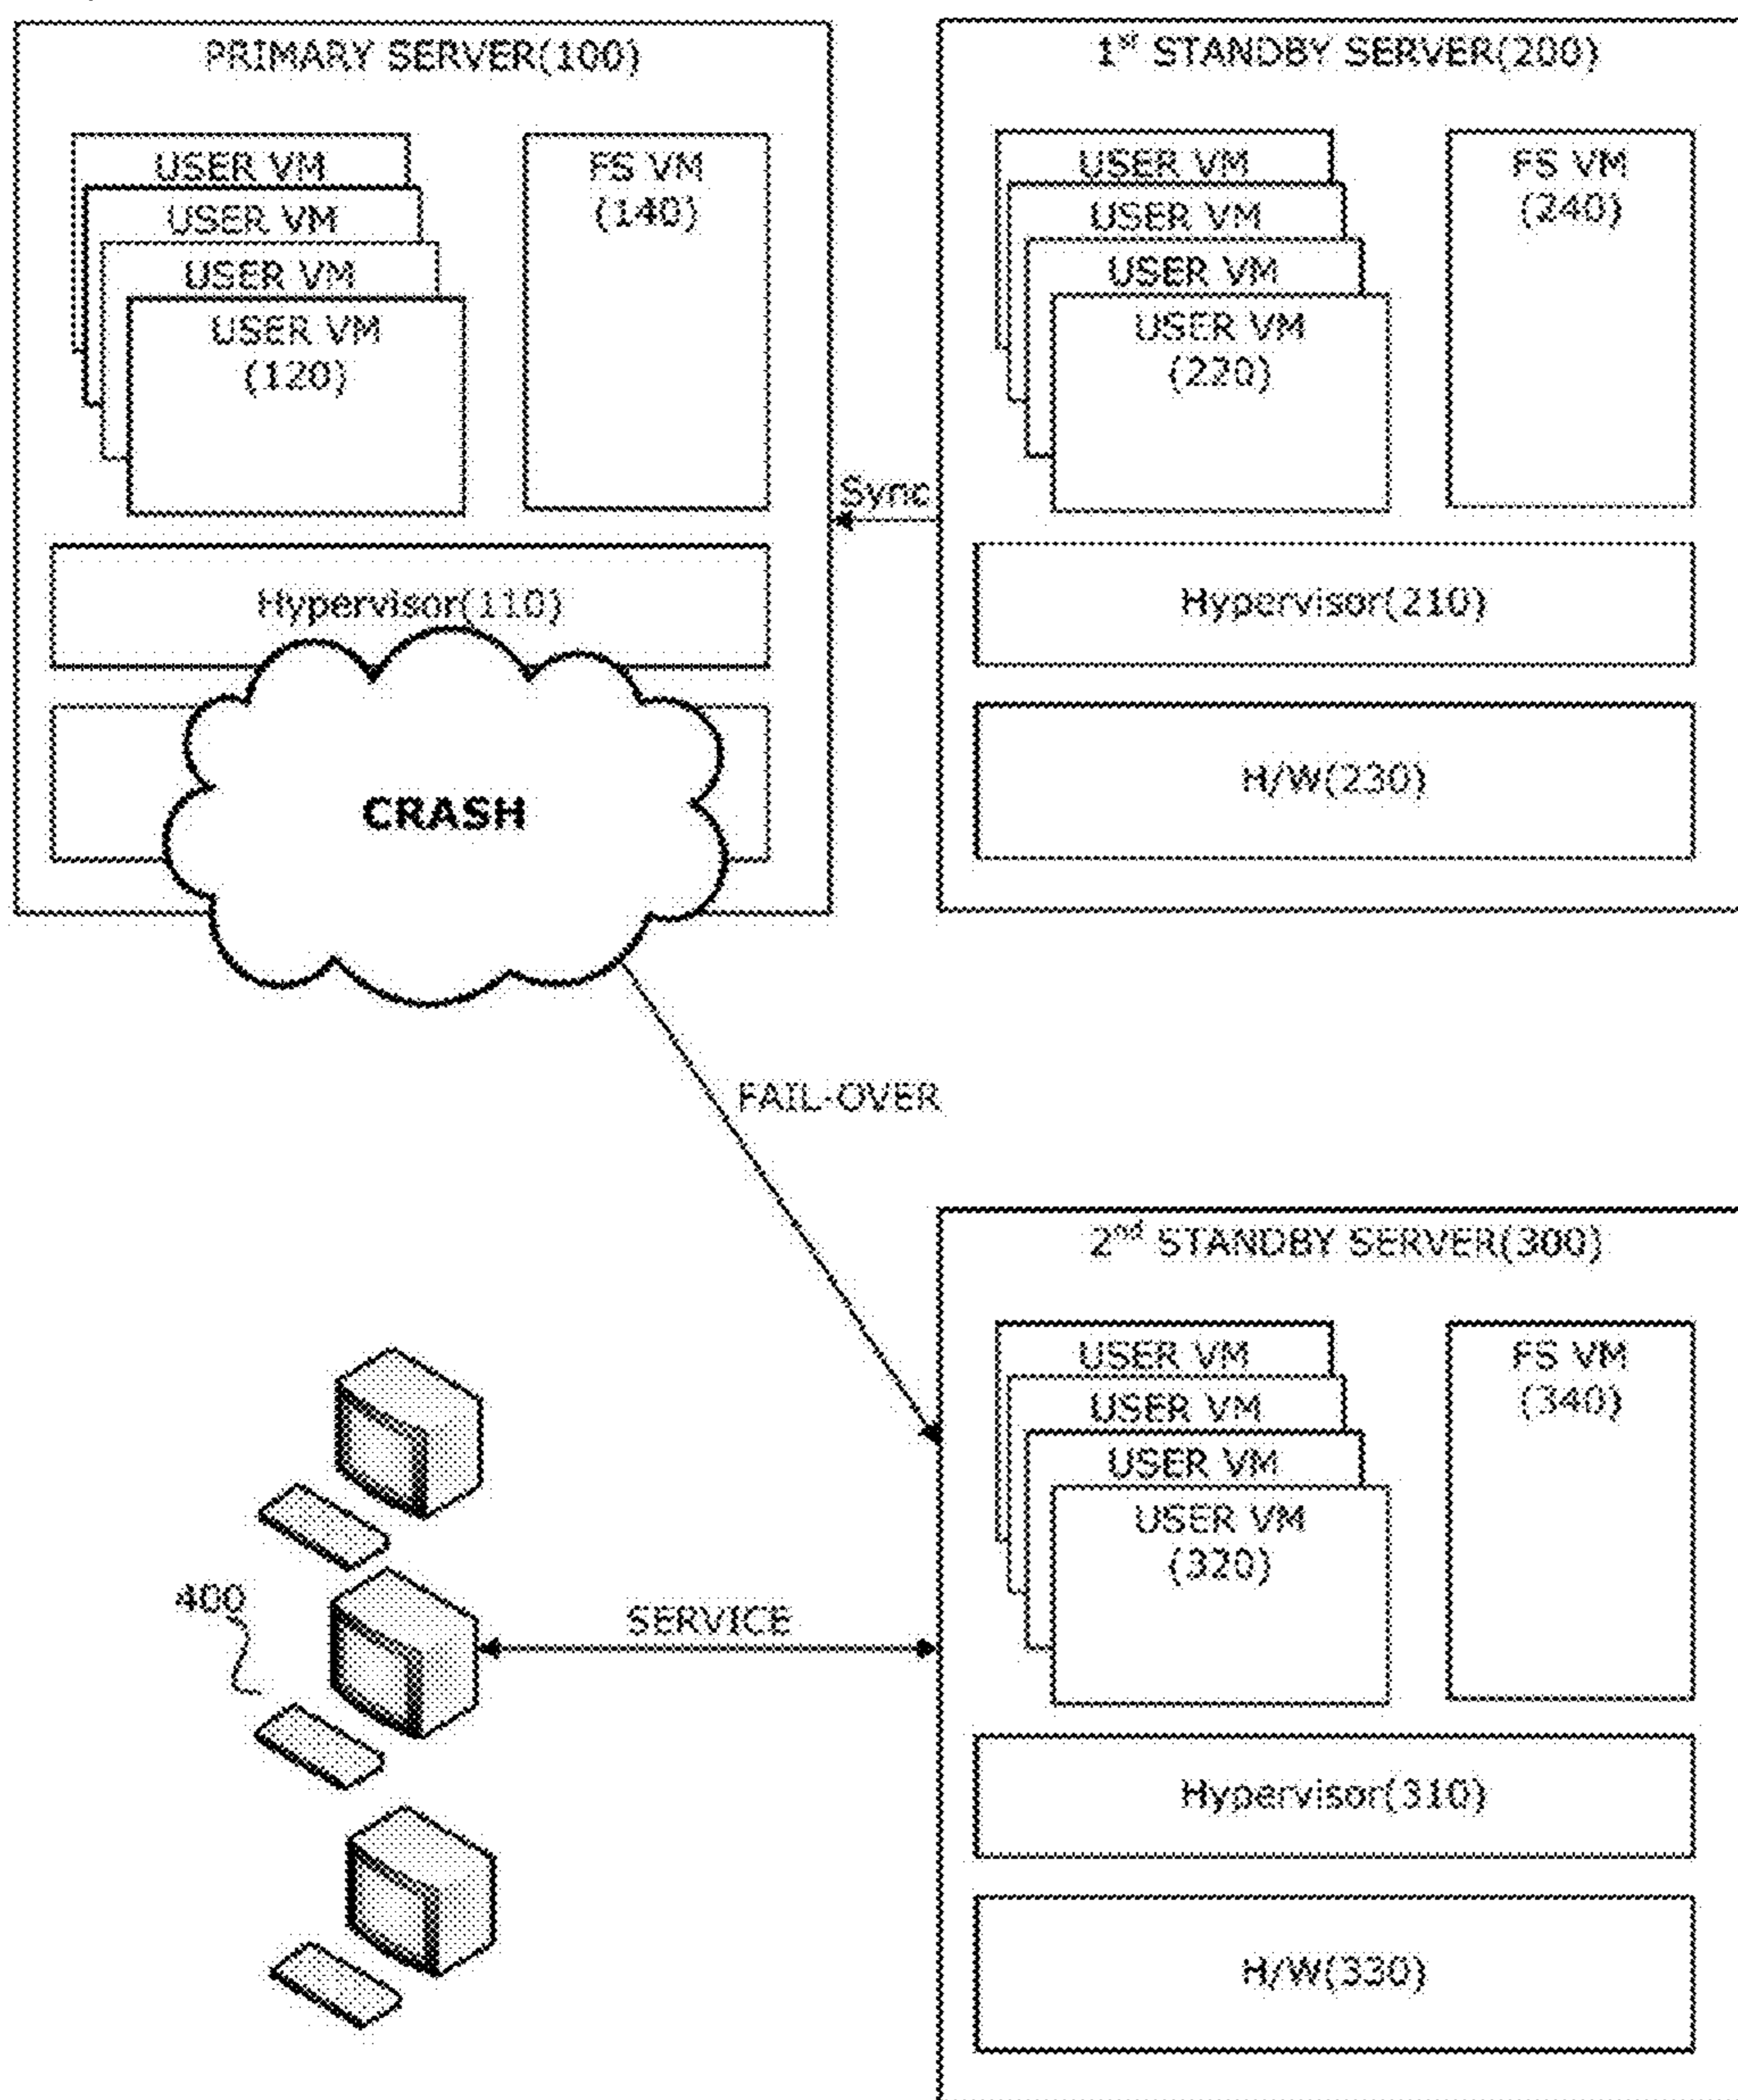 PRIMARY SERVER(100)
USER VM
USER VM
USER VM
USER VM
(120)
FS VM
(140)
Hypervisor(110)
CRASH
Sync
1st STANDBY SERVER(200)
USER VM
USER VM
USER VM
USER VM
(220)
FS VM
(240)
Hypervisor(210)
H/W(230)
FAIL-OVER
2nd STANDBY SERVER(300)
USER VM
USER VM
USER VM
USER VM
(320)
FS VM
(340)
Hypervisor(310)
H/W(330)
400
SERVICE